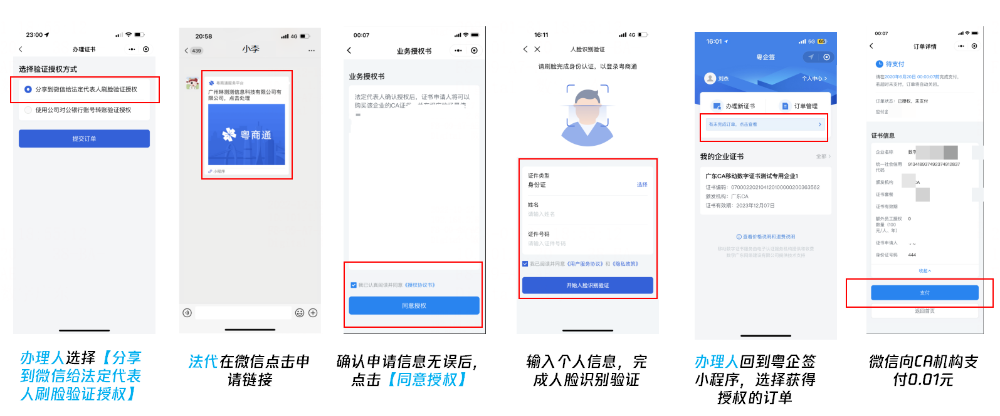 23:00
办理证书
选择验证授权方式
分享到微信给法定代表人刷脸验证授权
使用公司对公银行账号转账验证授权
提交订单
办理人选择【分享
到微信给法定代表
人刷脸验证授权】
20:58
4G
439
小李
粤商通服务平台
广州琳测测信息科技有限公司有
限公司，点击处理
粤商通
小程序
法代在微信点击申
请链接
00:07
业务授权书
业务授权书
法定代表人确认授权后，证书申请人将可以
购买该企业的CA证书
我已认真阅读并同意《授权协议书》
同意授权
确认申请信息无误后，
点击【同意授权】
16:11
4G
人脸识别验证
请刷脸完成身份认证，以登录粤商通
证件类型
身份证
选择
姓名
请输入姓名
证件号码
请输入证件号码
我已阅读并同意《用户服务协议》和《隐私政策》
开始人脸识别验证
输入个人信息，完
成人脸识别验证
16:01
5G
65
粤企签
刘杰
个人中心
办理新证书
订单管理
有未完成订单，点击查看
我的企业证书
全部
广东CA移动数字证书测试专用企业1
证书编码：07000220210412010000020036​3562
颁发机构：广东CA
证书有效期：2023年12月07日
查看价格说明和退费说明
移动数字证书服务由电子认证服务机构提供和收费
数字广东网络建设有限公司提供技术支持
办理人回到粤企签
小程序，选择获得
授权的订单
00:07
订单详情
待支付
请在2020年6月20日 00:00:07前完成支付，
若超时未支付，订单将自动关闭。
订单状态：已授权，未支付
应付金
证书信息
企业名称 数字
统一社会信用 913418937492374912837
代码
颁发机构 CA
证书套餐
证书有效期
额外员工授权 0
数量（100
元/人、年）
证书申请人
身份证号码 444
收起
支付
返回首页
微信向CA机构支
付0.01元